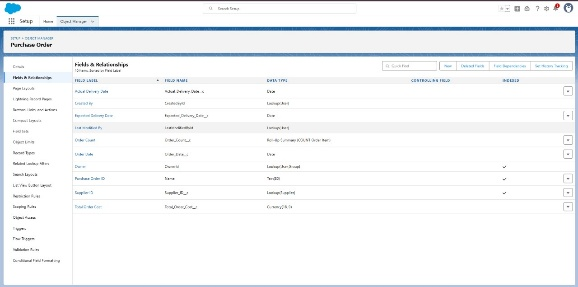 Search Setup
Setup
Home
Object Manager
SETUP > OBJECT MANAGER
Purchase Order
Details
Fields & Relationships
Page Layouts
Lightning Record Pages
Buttons, Links, and Actions
Compact Layouts
Field Sets
Object Limits
Record Types
Related Lookup Filters
Search Layouts
List View Button Layout
Restriction Rules
Scoping Rules
Object Access
Triggers
Flow Triggers
Validation Rules
Conditional Field Formatting
Fields & Relationships
Items, Sorted by Field Label
Quick Find
New
Deleted Fields
Field Dependencies
Set History Tracking
FIELD LABEL FIELD NAME DATA TYPE CONTROLLING FIELD INDEXED
Actual Delivery Date Actual_Delivery_Date__c Date
Created By CreatedById Lookup(User)
Expected Delivery Date Expected_Delivery_Date__c Date
Last Modified By LastModifiedById Lookup(User)
Order Count Order_Count__c Roll-Up Summary (COUNT Order Item)
Order Date Order_Date__c Date
Owner OwnerId Lookup(User,Group)
Purchase Order ID Name Text(80)
Supplier ID Supplier_ID__c Lookup(Supplier)
Total Order Cost Total_Order_Cost__c